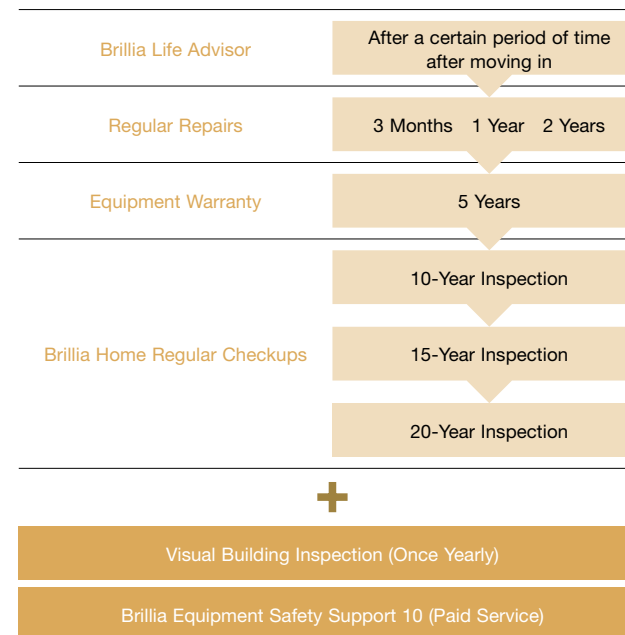 Brillia Life Advisor
After a certain period of time
after moving in
Regular Repairs
3 Months 1 Year 2 Years
Equipment Warranty
5 Years
10-Year Inspection
Brillia Home Regular Checkups
15-Year Inspection
20-Year Inspection
+
Visual Building Inspection (Once Yearly)
Brillia Equipment Safety Support 10 (Paid Service)